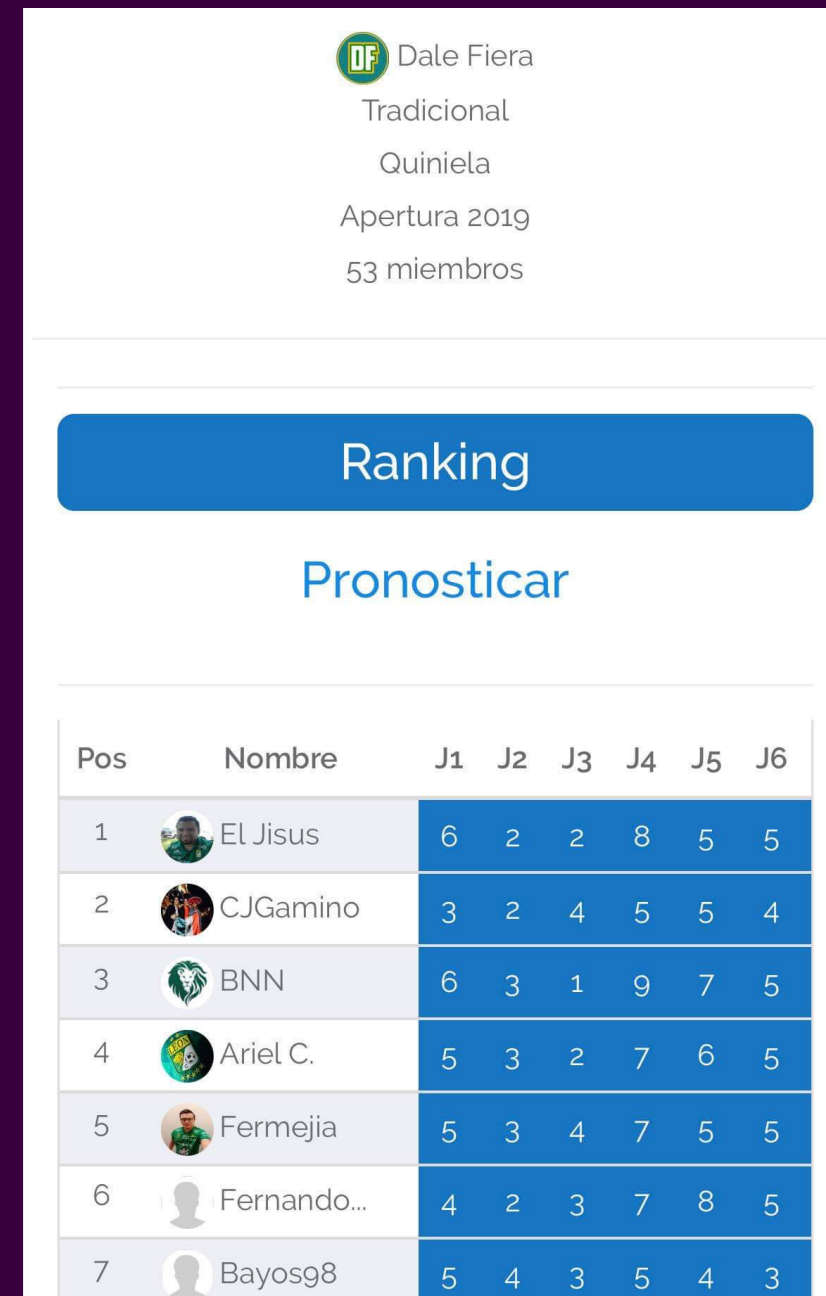 DF Dale Fiera
Tradicional
Quiniela
Apertura 2019
53 miembros
Ranking
Pronosticar
Pos Nombre J1 J2 J3 J4 J5 J6
1 El Jisus 6 2 2 8 5 5
2 CJGamino 3 2 4 5 5 4
3 BNN 6 3 1 9 7 5
4 LEON Ariel C. 5 3 2 7 6 5
5 Fermejia 5 3 4 7 5 5
6 Fernando... 4 2 3 7 8 5
7 Bayos98 5 4 3 5 4 3